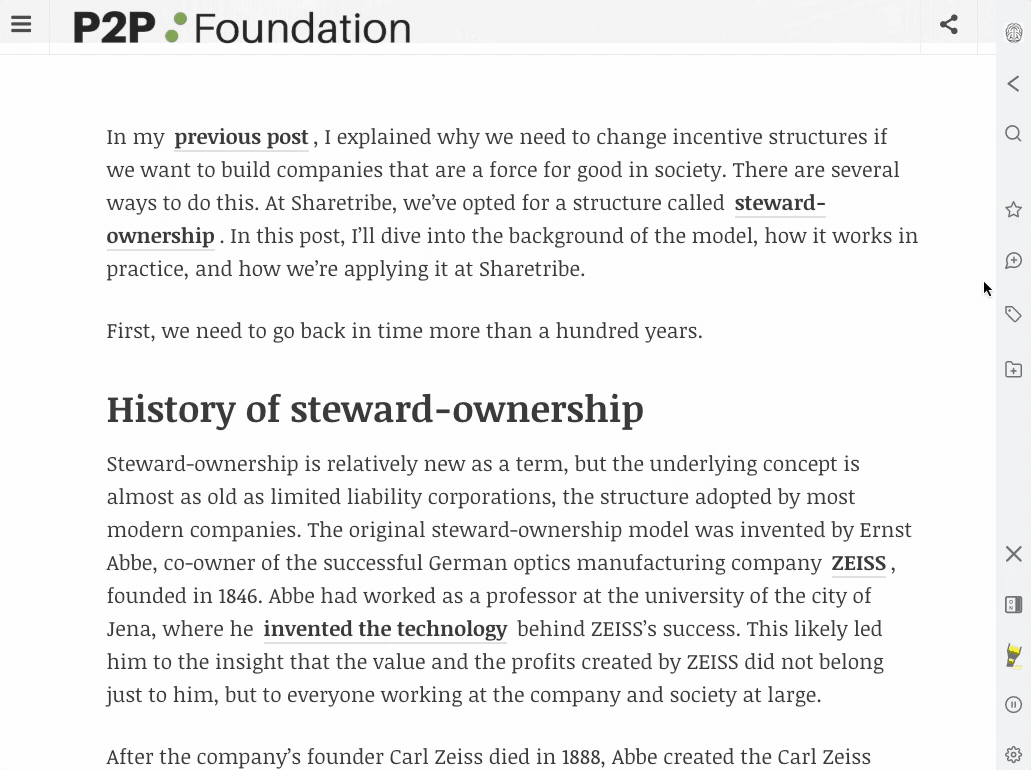 P2P Foundation
In my previous post , I explained why we need to change incentive structures if
we want to build companies that are a force for good in society. There are several
ways to do this. At Sharetribe, we’ve opted for a structure called steward-
ownership . In this post, I’ll dive into the background of the model, how it works in
practice, and how we’re applying it at Sharetribe.
First, we need to go back in time more than a hundred years.
History of steward-ownership
Steward-ownership is relatively new as a term, but the underlying concept is
almost as old as limited liability corporations, the structure adopted by most
modern companies. The original steward-ownership model was invented by Ernst
Abbe, co-owner of the successful German optics manufacturing company ZEISS ,
founded in 1846. Abbe had worked as a professor at the university of the city of
Jena, where he invented the technology behind ZEISS’s success. This likely led
him to the insight that the value and the profits created by ZEISS did not belong
just to him, but to everyone working at the company and society at large.
After the company’s founder Carl Zeiss died in 1888, Abbe created the Carl Zeiss